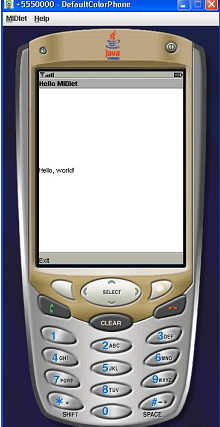 +5550000 - DefaultColorPhone
MIDlet Help
java
Hello MIDlet
Hello, world!
Exit
SELECT
CLEAR
1 2ABC 3DEF
4GHI 5JKL 6MNO
7PQRS 8TUV 9WXYZ
* . 0 #-+
SHIFT SPACE